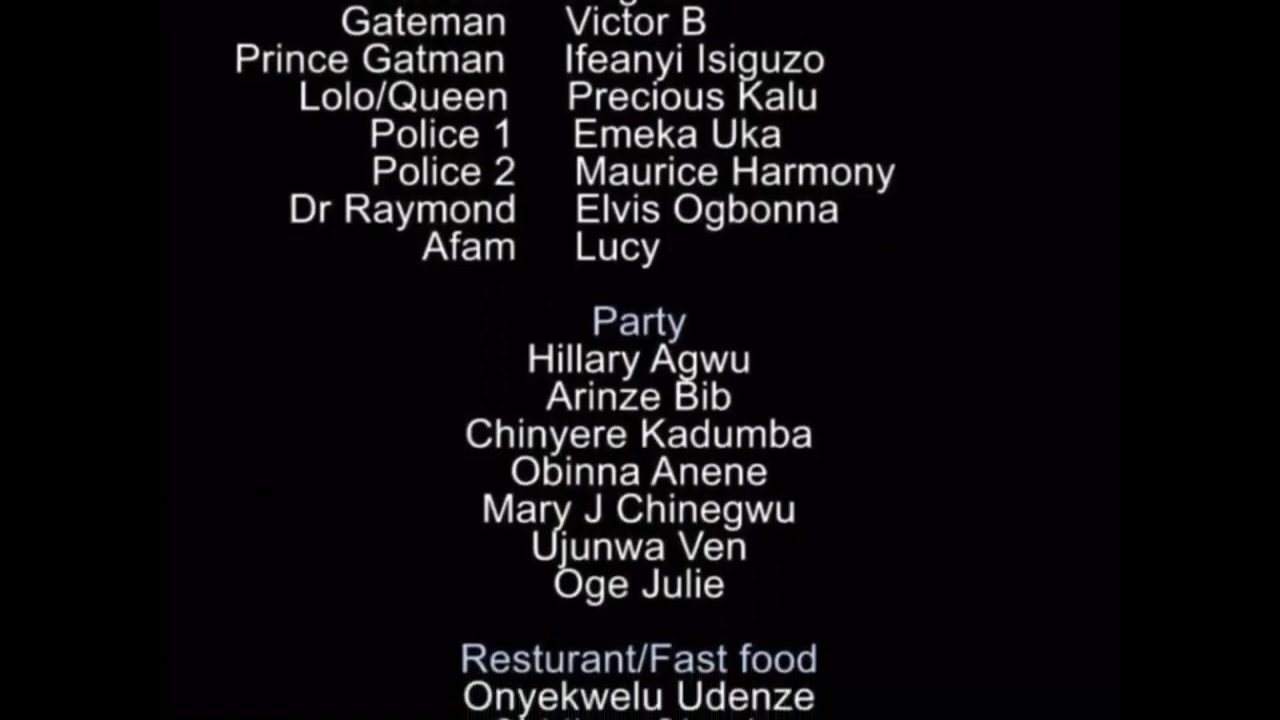 Gateman Victor B
Prince Gatman Ifeanyi Isiguzo
Lolo/Queen Precious Kalu
Police 1 Emeka Uka
Police 2 Maurice Harmony
Dr Raymond Elvis Ogbonna
Afam Lucy
Party
Hillary Agwu
Arinze Bib
Chinyere Kadumba
Obinna Anene
Mary J Chinegwu
Ujunwa Ven
Oge Julie
Resturant/Fast food
Onyekwelu Udenze